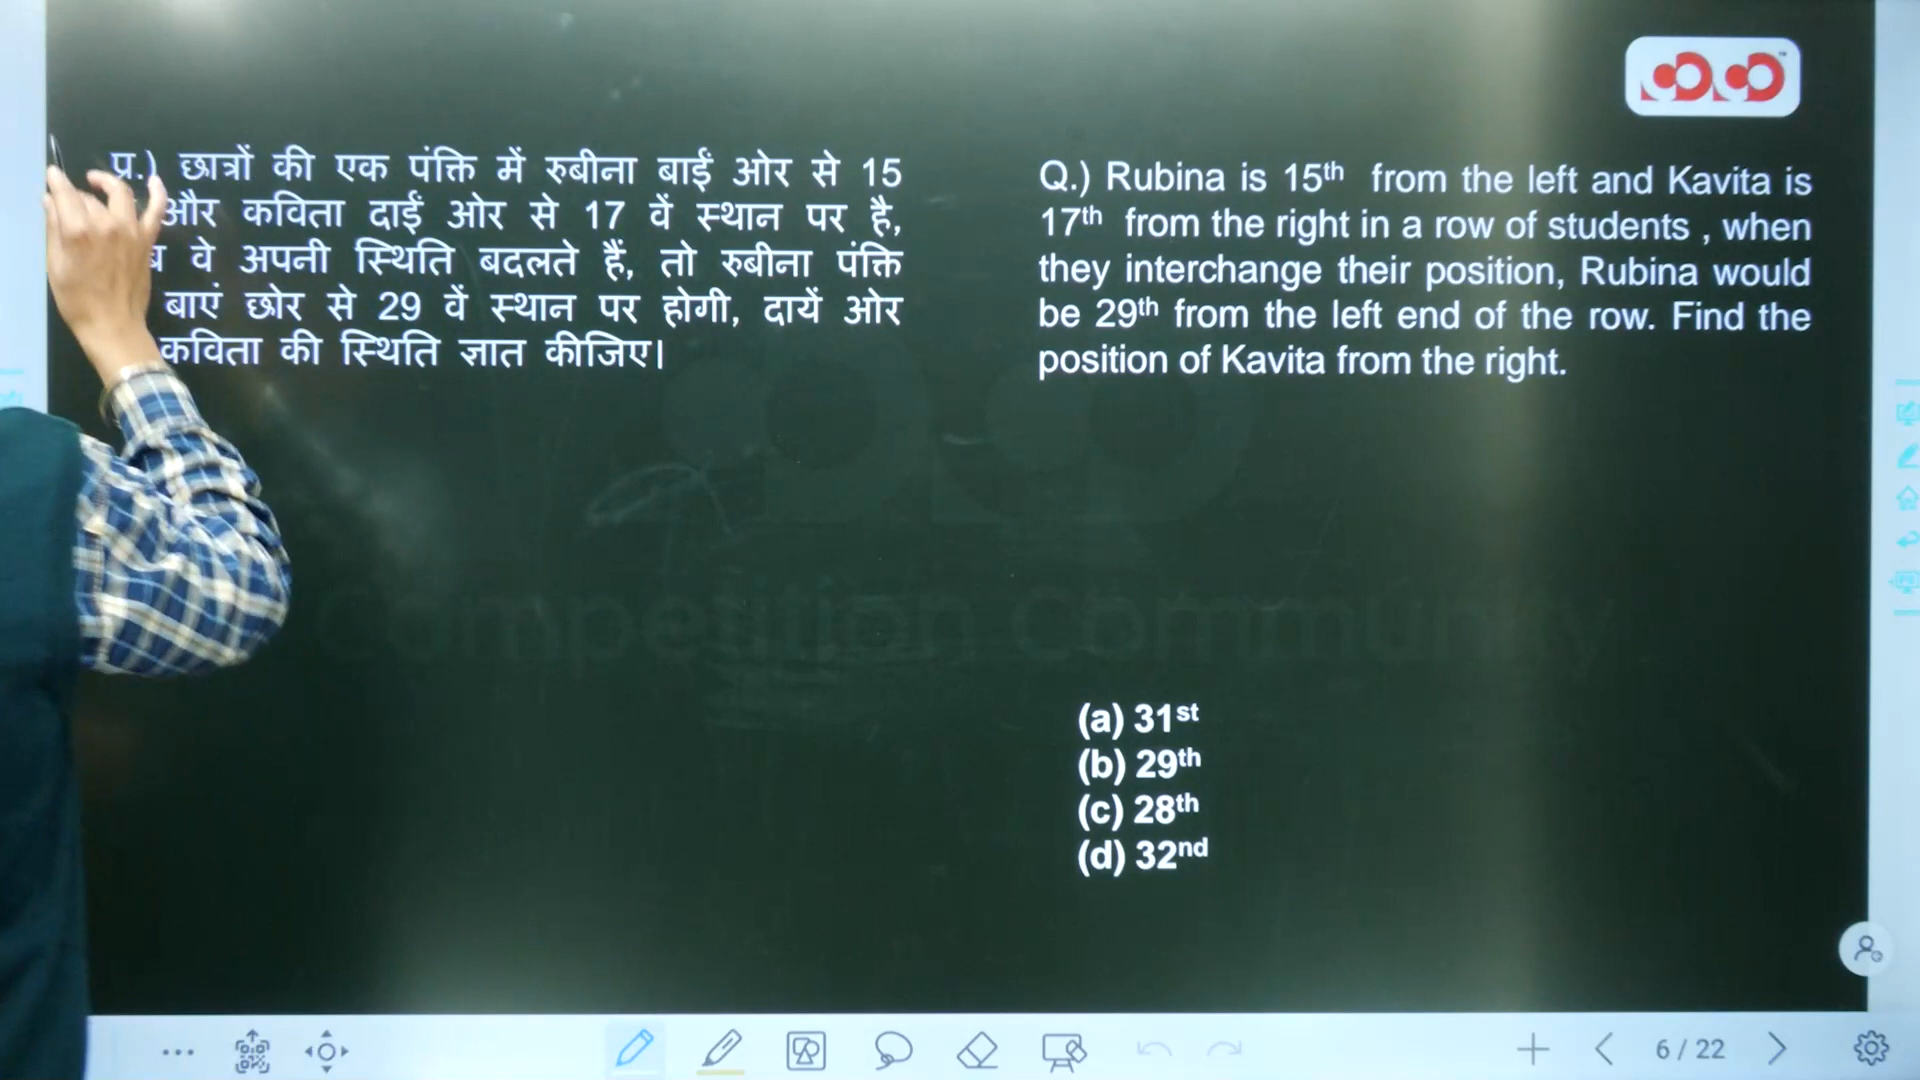 प्र.) छात्रों की एक पंक्ति में रुबीना बाईं ओर से 15
और कविता दाईं ओर से 17 वें स्थान पर है,
वे अपनी स्थिति बदलते हैं, तो रुबीना पंक्ति
बाएं छोर से 29 वें स्थान पर होगी, दायें ओर
कविता की स्थिति ज्ञात कीजिए।
Q.) Rubina is 15th from the left and Kavita is
17th from the right in a row of students , when
they interchange their position, Rubina would
be 29th from the left end of the row. Find the
position of Kavita from the right.
Competition Community
(a) 31st
(b) 29th
(c) 28th
(d) 32nd
6 / 22